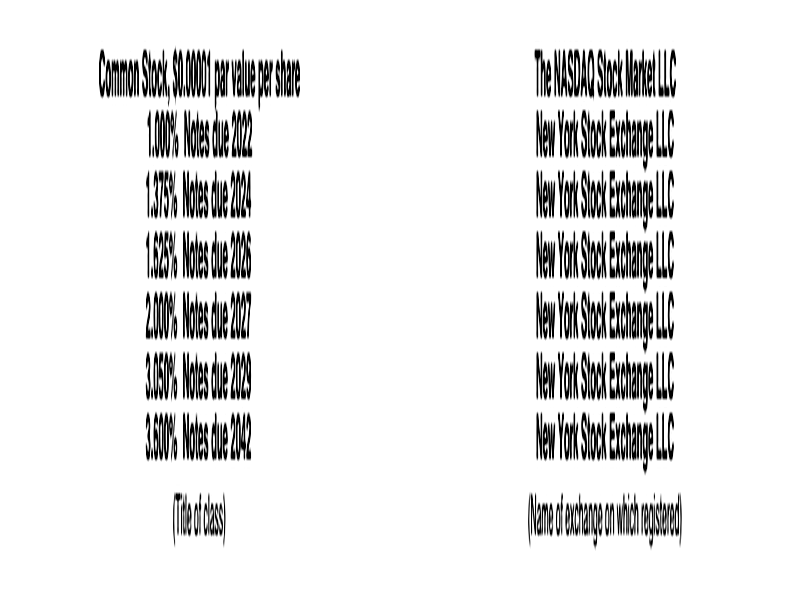 Common Stock, $0.00001 par value per share The NASDAQ Stock Market LLC
1.000% Notes due 2022 New York Stock Exchange LLC
1.375% Notes due 2024 New York Stock Exchange LLC
1.625% Notes due 2026 New York Stock Exchange LLC
2.000% Notes due 2027 New York Stock Exchange LLC
3.050% Notes due 2029 New York Stock Exchange LLC
3.600% Notes due 2042 New York Stock Exchange LLC
(Title of class) (Name of exchange on which registered)